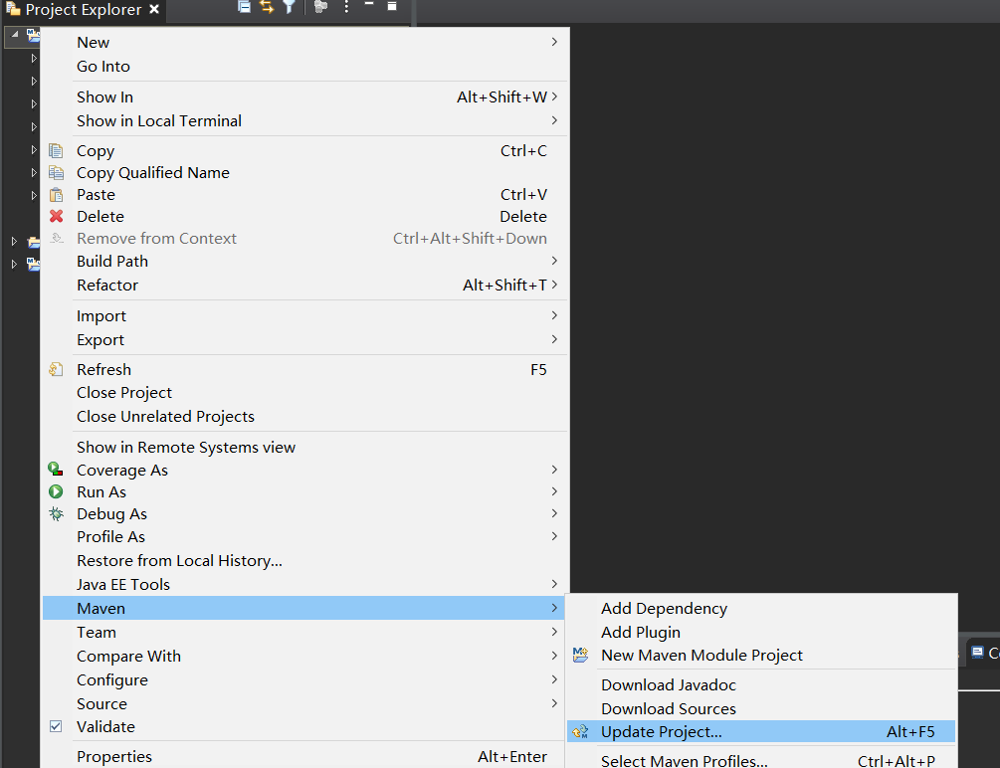 Project Explorer
New
Go Into
Show In Alt+Shift+W
Show in Local Terminal
Copy Ctrl+C
Copy Qualified Name
Paste Ctrl+V
Delete Delete
Remove from Context Ctrl+Alt+Shift+Down
Build Path
Refactor Alt+Shift+T
Import
Export
Refresh F5
Close Project
Close Unrelated Projects
Show in Remote Systems view
Coverage As
Run As
Debug As
Profile As
Restore from Local History...
Java EE Tools
Maven
Team
Compare With
Configure
Source
Validate
Properties Alt+Enter
Add Dependency
Add Plugin
New Maven Module Project
Download Javadoc
Download Sources
Update Project... Alt+F5
Select Maven Profiles... Ctrl+Alt+P